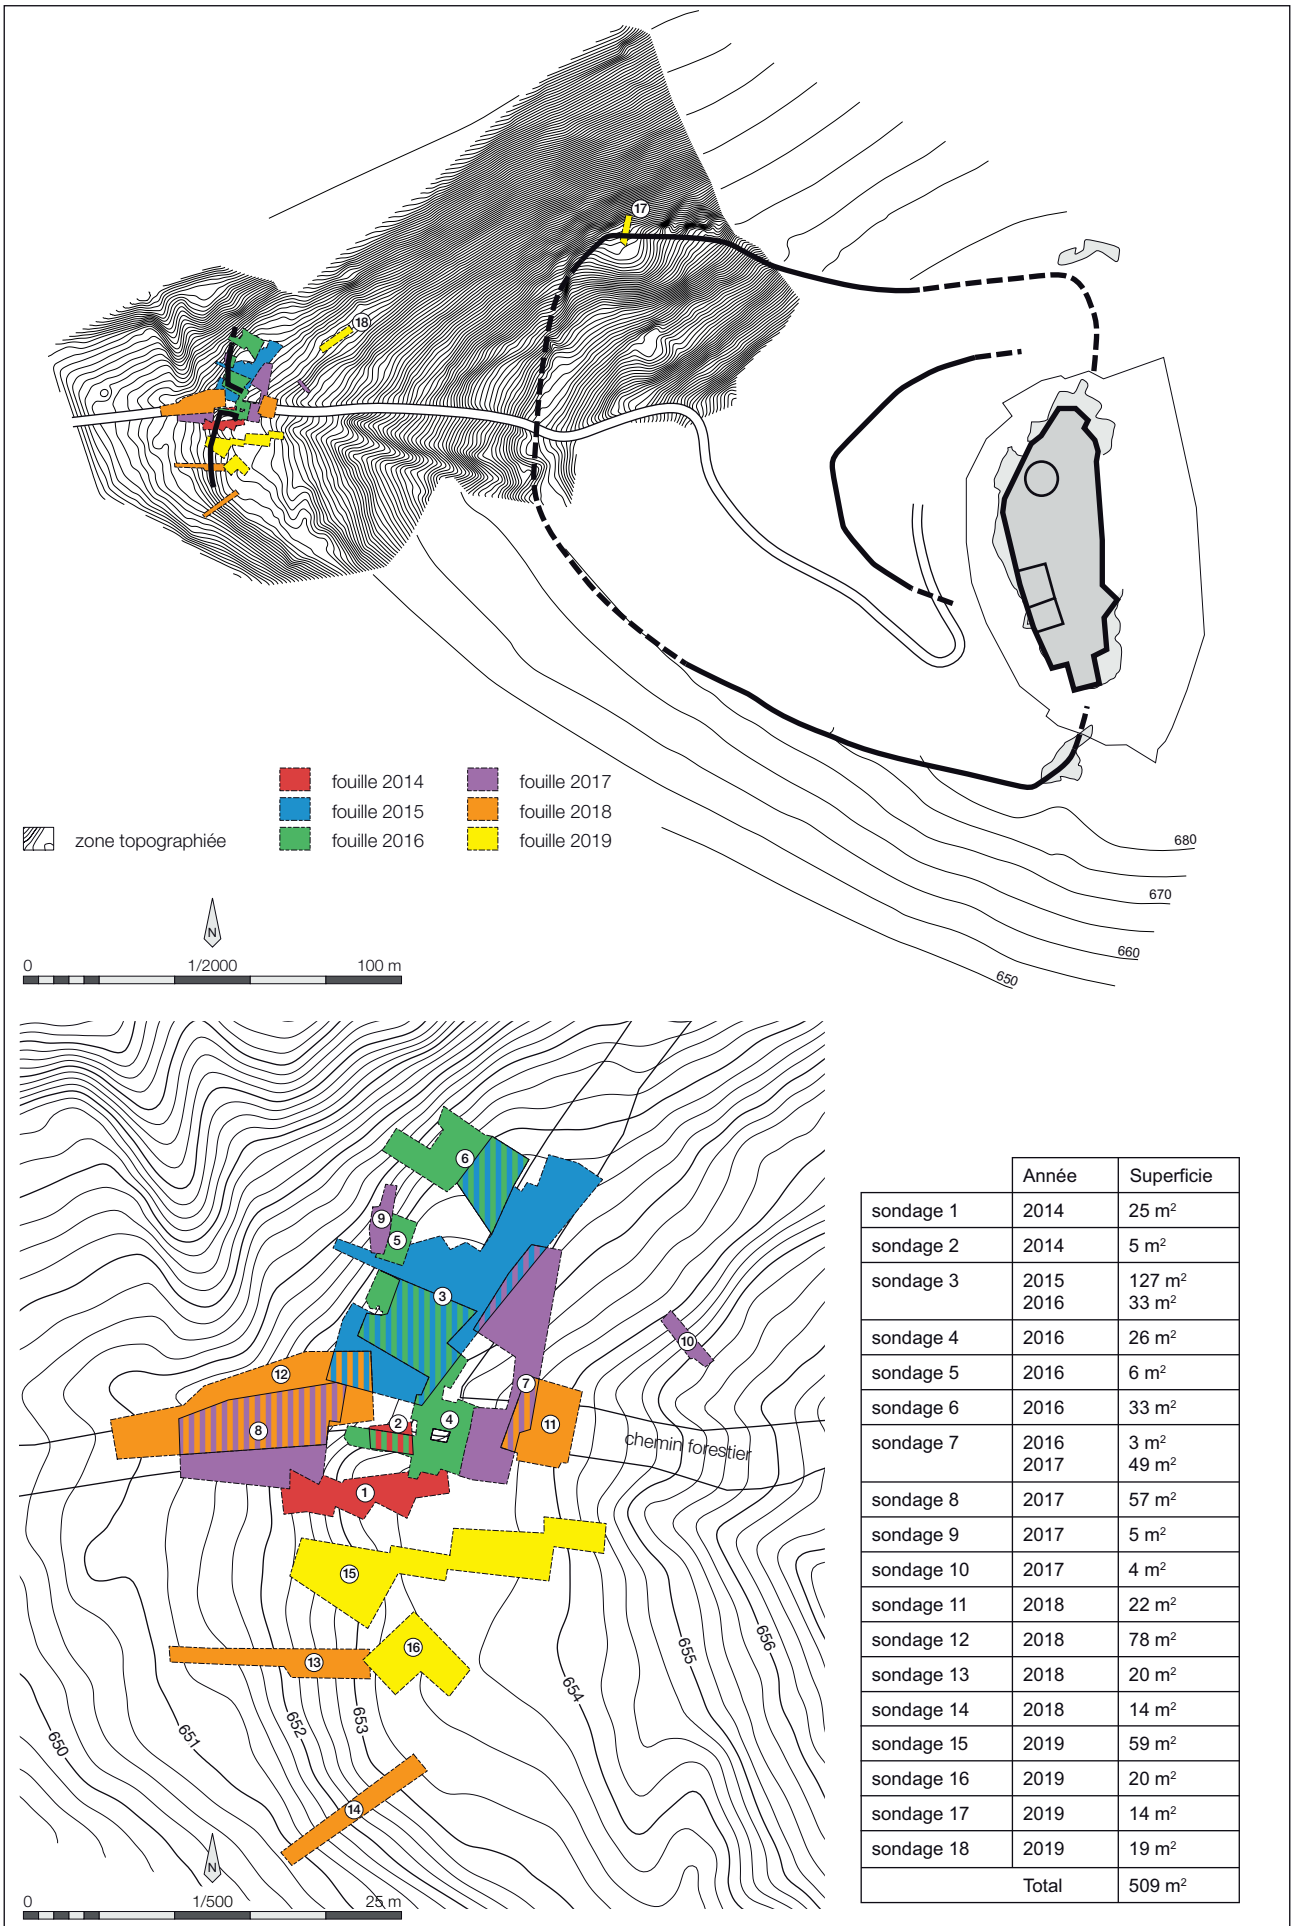 17
18
fouille 2014
fouille 2017
fouille 2015
fouille 2018
zone topographiée
fouille 2016
fouille 2019
680
670
660
650
N
0 1/2000 100 m
6
9
5
3
10
12
7
8
2
4
11
chemin forestier
1
15
16
13
14
650
651
652
653
654
655
656
N
0 1/500 25 m
Année Superficie
sondage 1 2014 25 m²
sondage 2 2014 5 m²
sondage 3 2015 127 m²
2016 33 m²
sondage 4 2016 26 m²
sondage 5 2016 6 m²
sondage 6 2016 33 m²
sondage 7 2016 3 m²
2017 49 m²
sondage 8 2017 57 m²
sondage 9 2017 5 m²
sondage 10 2017 4 m²
sondage 11 2018 22 m²
sondage 12 2018 78 m²
sondage 13 2018 20 m²
sondage 14 2018 14 m²
sondage 15 2019 59 m²
sondage 16 2019 20 m²
sondage 17 2019 14 m²
sondage 18 2019 19 m²
Total 509 m²